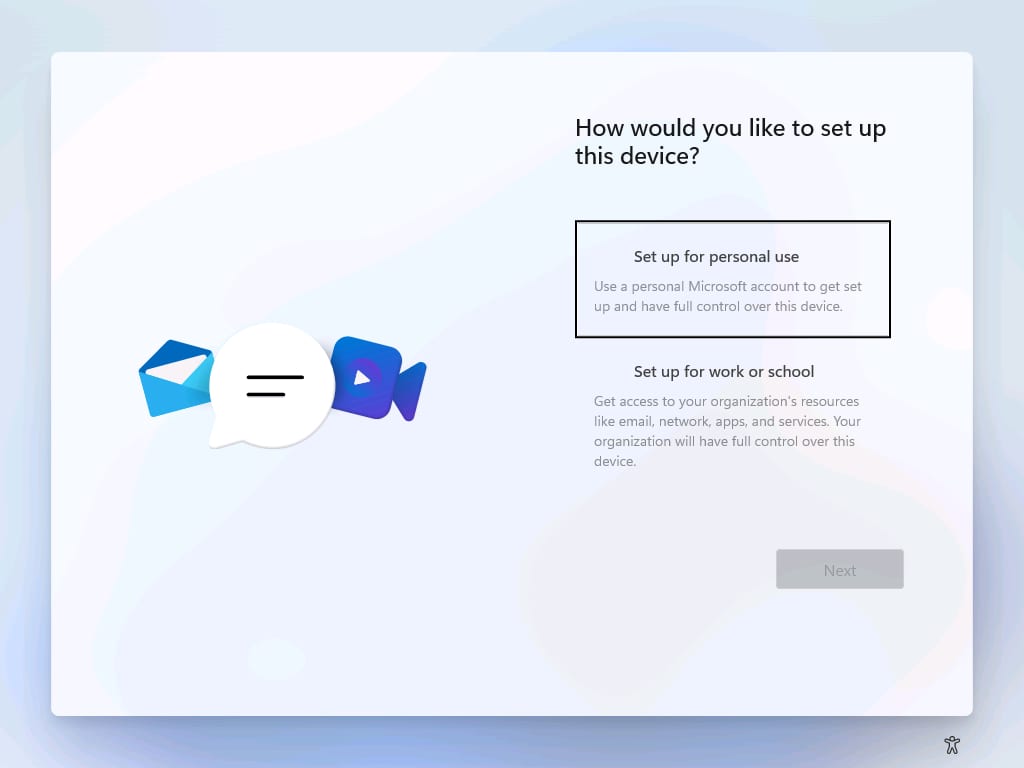 How would you like to set up
this device?
Set up for personal use
Use a personal Microsoft account to get set
up and have full control over this device.
Set up for work or school
Get access to your organization's resources
like email, network, apps, and services. Your
organization will have full control over this
device.
Next